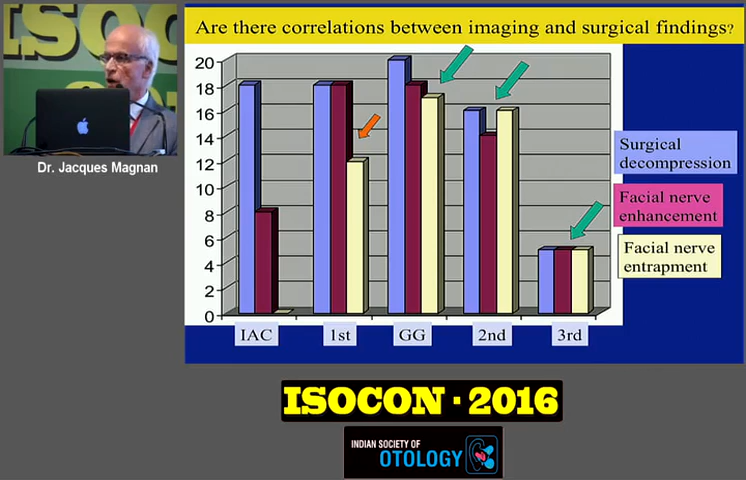 ISOCO
Are there correlations between imaging and surgical findings?
Dr. Jacques Magnan
20
18
16
14
12
10
8
6
4
2
0
IAC
1st
GG
2nd
3rd
Surgical
decompression
Facial nerve
enhancement
Facial nerve
entrapment
ISOCON · 2016
INDIAN SOCIETY OF
OTOLOGY